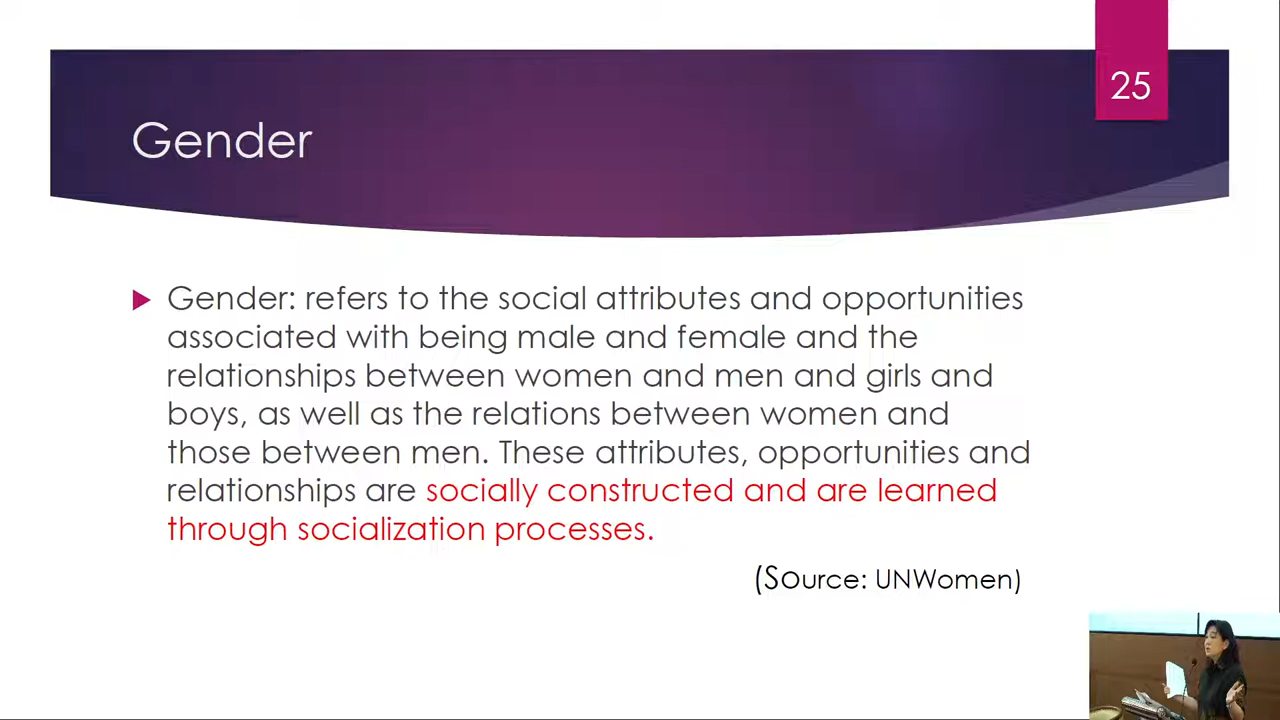 25
Gender
Gender: refers to the social attributes and opportunities
associated with being male and female and the
relationships between women and men and girls and
boys, as well as the relations between women and
those between men. These attributes, opportunities and
relationships are socially constructed and are learned
through socialization processes.
(Source: UNWomen)